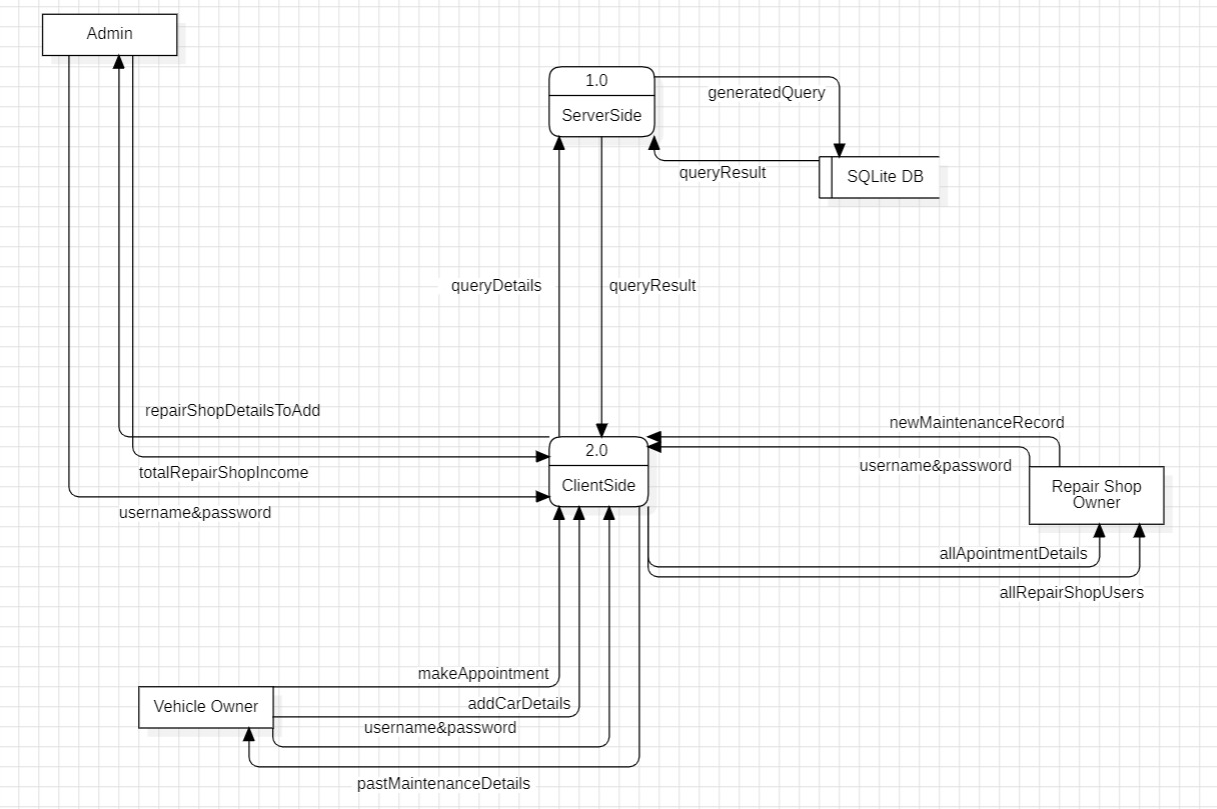 Admin
1.0
ServerSide
generatedQuery
queryResult
SQLite DB
queryDetails
queryResult
repairShopDetailsToAdd
totalRepairShopIncome
username&password
2.0
ClientSide
newMaintenanceRecord
username&password
Repair Shop
Owner
allApointmentDetails
allRepairShopUsers
makeAppointment
addCarDetails
Vehicle Owner
username&password
pastMaintenanceDetails